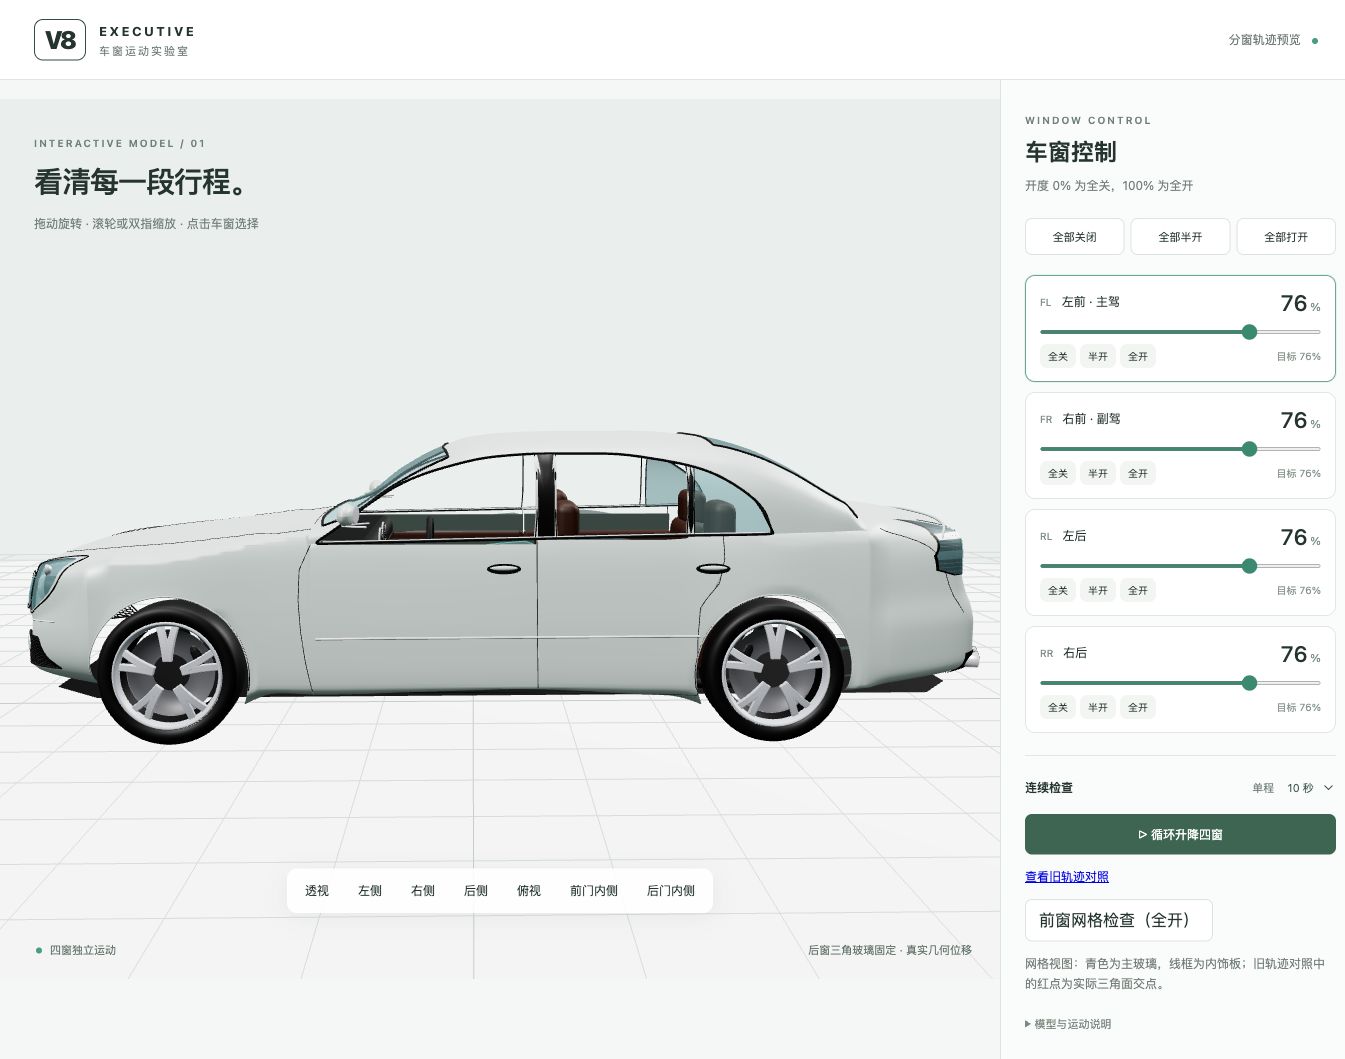 V8
EXECUTIVE
车窗运动实验室
分窗轨迹预览
INTERACTIVE MODEL / 01
看清每一段行程。
拖动旋转 · 滚轮或双指缩放 · 点击车窗选择
透视 左侧 右侧 后侧 俯视 前门内侧 后门内侧
四窗独立运动
后窗三角玻璃固定 · 真实几何位移
WINDOW CONTROL
车窗控制
开度 0% 为全关，100% 为全开
全部关闭 全部半开 全部打开
FL 左前 · 主驾 76 %
全关 半开 全开 目标 76%
FR 右前 · 副驾 76 %
全关 半开 全开 目标 76%
RL 左后 76 %
全关 半开 全开 目标 76%
RR 右后 76 %
全关 半开 全开 目标 76%
连续检查 单程 10 秒
循环升降四窗
查看旧轨迹对照
前窗网格检查（全开）
网格视图：青色为主玻璃，线框为内饰板；旧轨迹对照中
的红点为实际三角面交点。
模型与运动说明